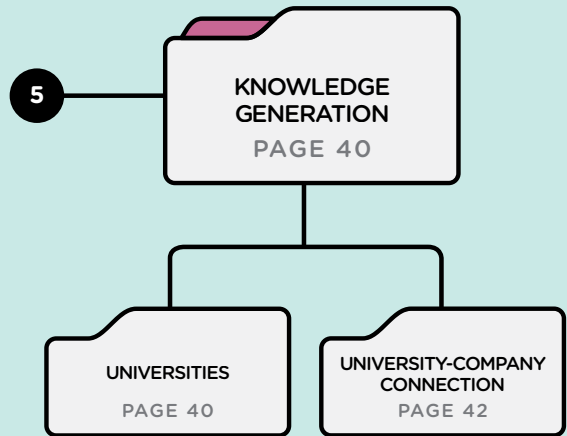 5
KNOWLEDGE
GENERATION
PAGE 40
UNIVERSITIES
PAGE 40
UNIVERSITY-COMPANY
CONNECTION
PAGE 42